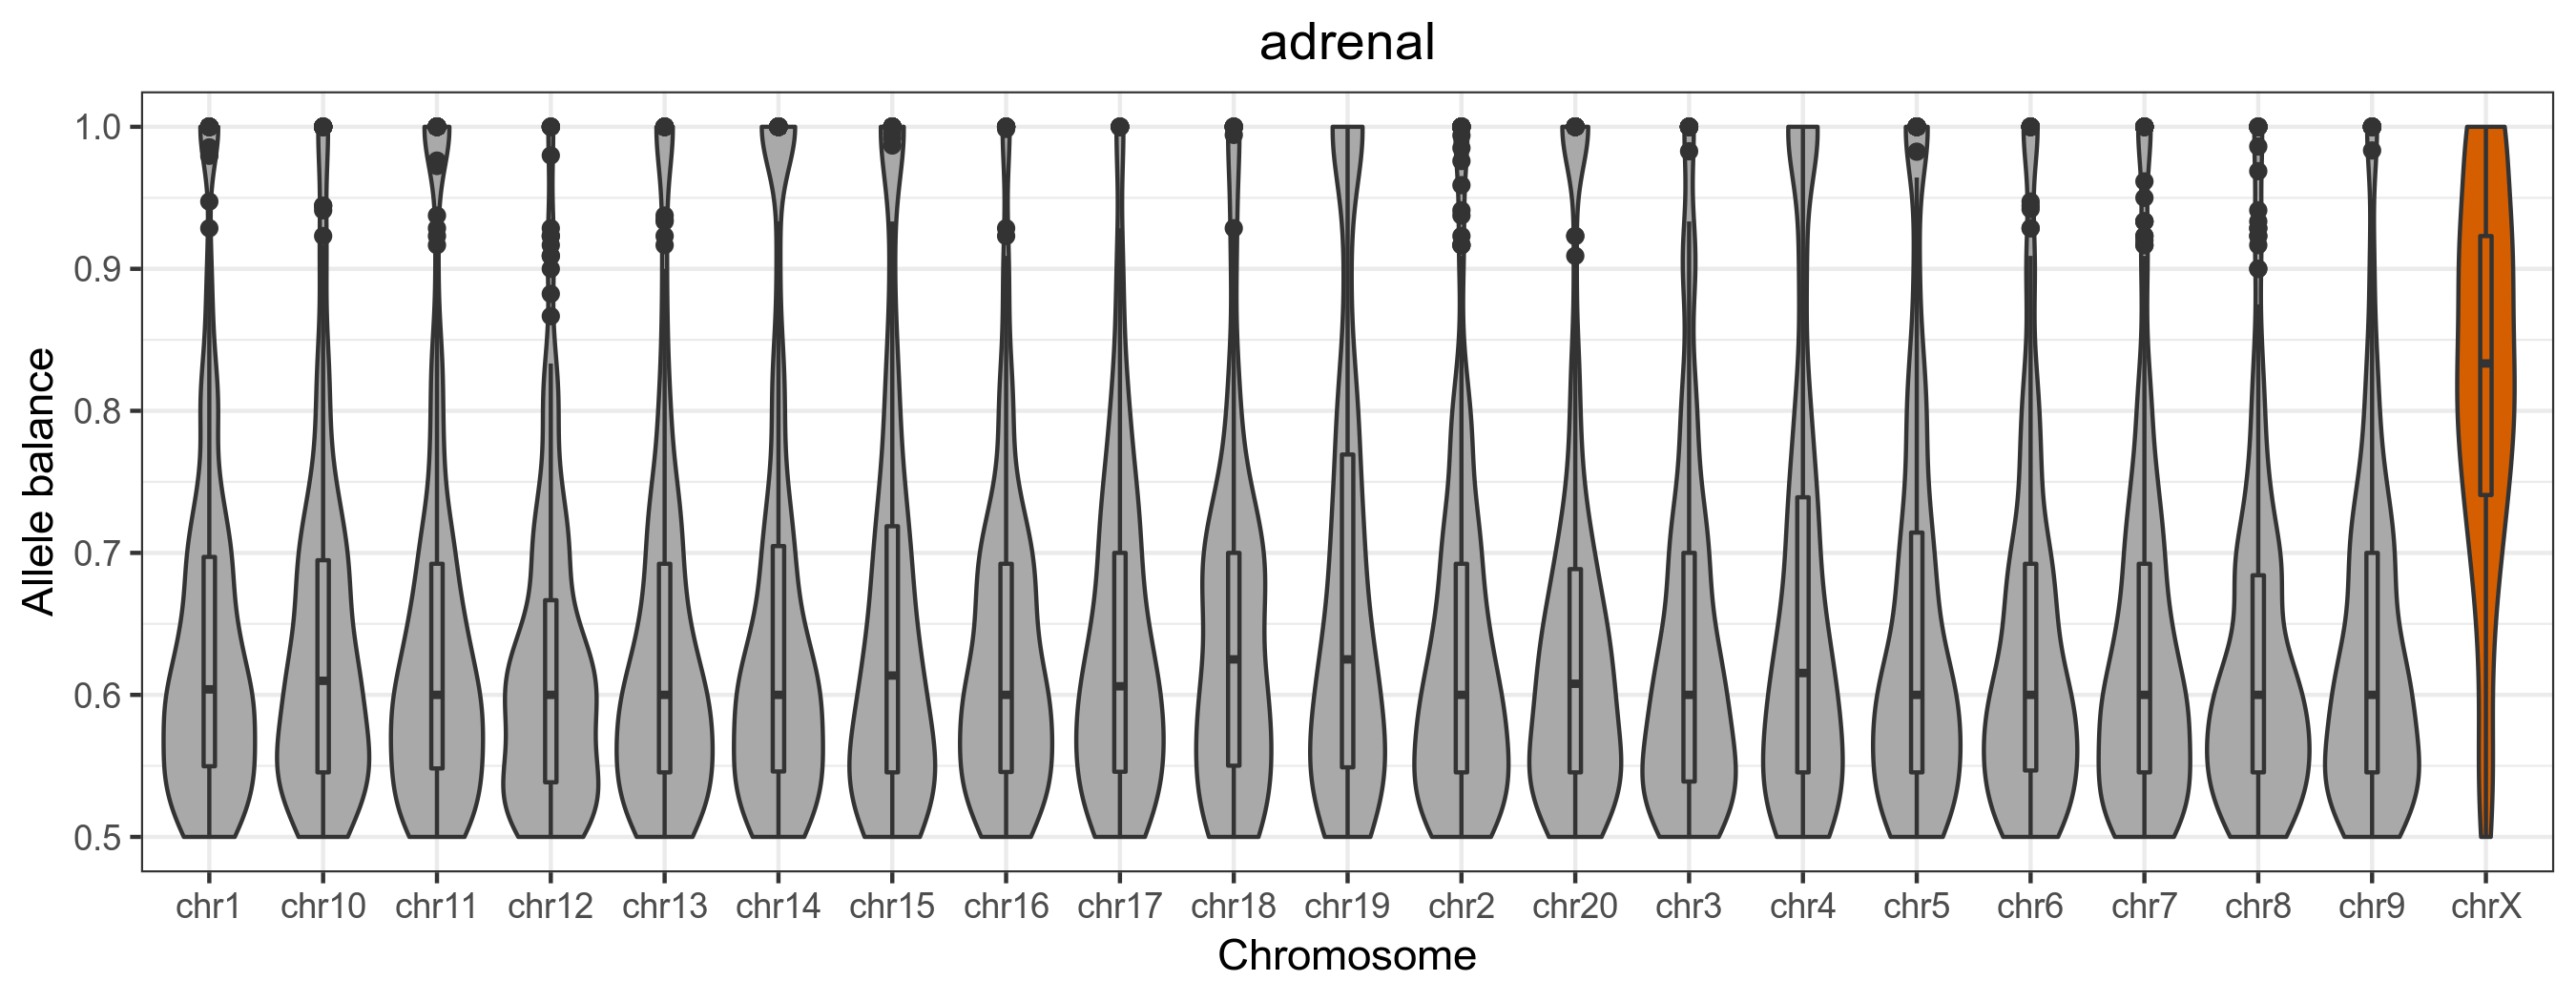 adrenal
Allele balance
1.0
0.9
0.8
0.7
0.6
0.5
chr1 chr10 chr11 chr12 chr13 chr14 chr15 chr16 chr17 chr18 chr19 chr2 chr20 chr3 chr4 chr5 chr6 chr7 chr8 chr9 chrX
Chromosome